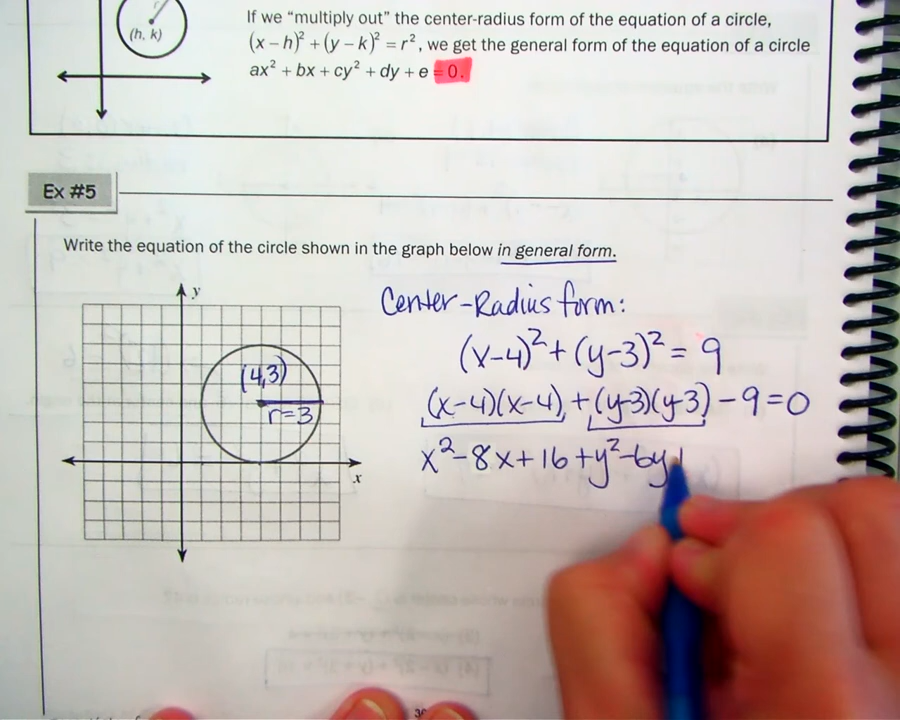 (h, k)
If we “multiply out” the center-radius form of the equation of a circle,
(x – h)² + (y – k)² = r², we get the general form of the equation of a circle
ax² + bx + cy² + dy + e = 0.
Ex #5
Write the equation of the circle shown in the graph below in general form.
y
Center-Radius form:
(x-4)² + (y-3)² = 9
(4,3)
(x-4)(x-4) + (y-3)(y-3) - 9 = 0
r=3
x² - 8x + 16 + y² - 6y
x